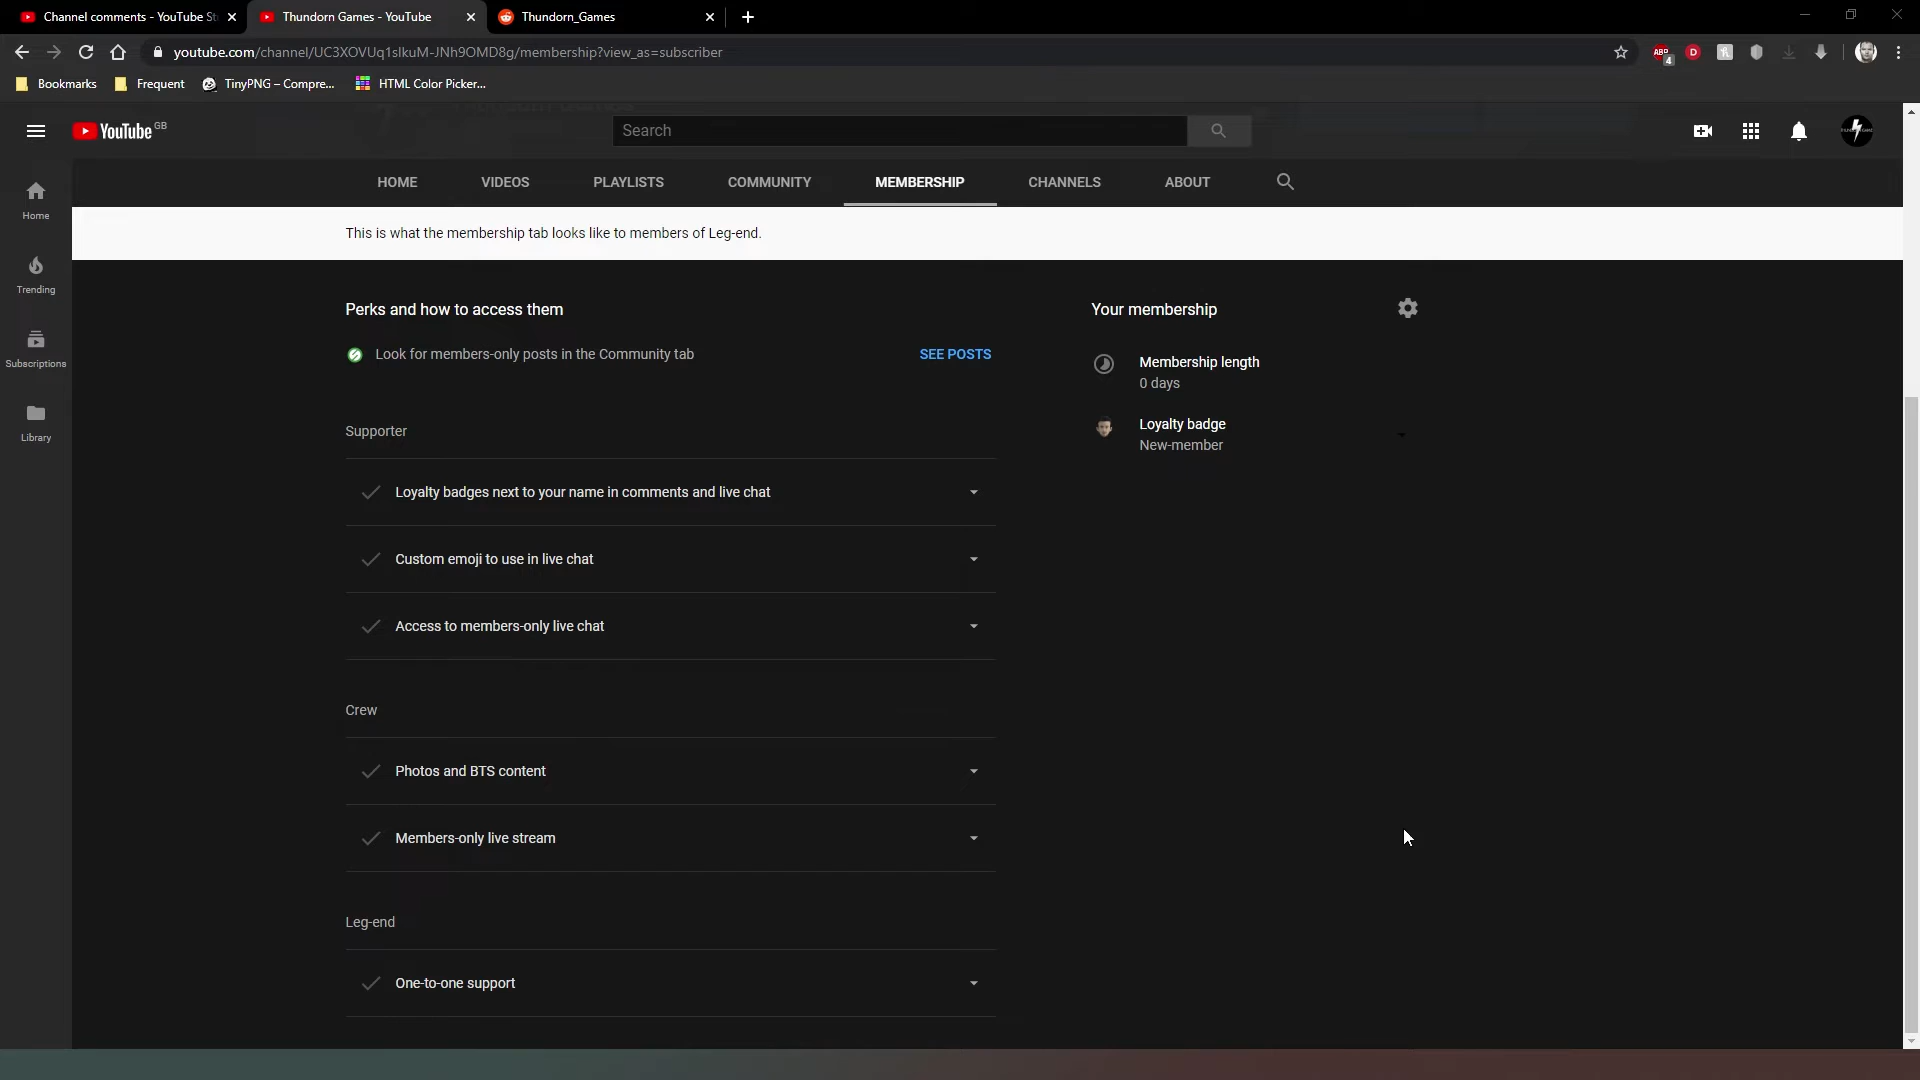 Channel comments - YouTube St
Thundorn Games - YouTube
Thundorn_Games
youtube.com/channel/UC3XOVUq1slkuM-JNh9OMD8g/membership?view_as=subscriber
ABP
4
D
Bookmarks
Frequent
TinyPNG – Compre...
HTML Color Picker...
YouTube GB
Search
HOME
VIDEOS
PLAYLISTS
COMMUNITY
MEMBERSHIP
CHANNELS
ABOUT
Home
Trending
Subscriptions
Library
This is what the membership tab looks like to members of Leg-end.
Perks and how to access them
Look for members-only posts in the Community tab
SEE POSTS
Supporter
Loyalty badges next to your name in comments and live chat
Custom emoji to use in live chat
Access to members-only live chat
Crew
Photos and BTS content
Members-only live stream
Leg-end
One-to-one support
Your membership
Membership length
0 days
Loyalty badge
New-member